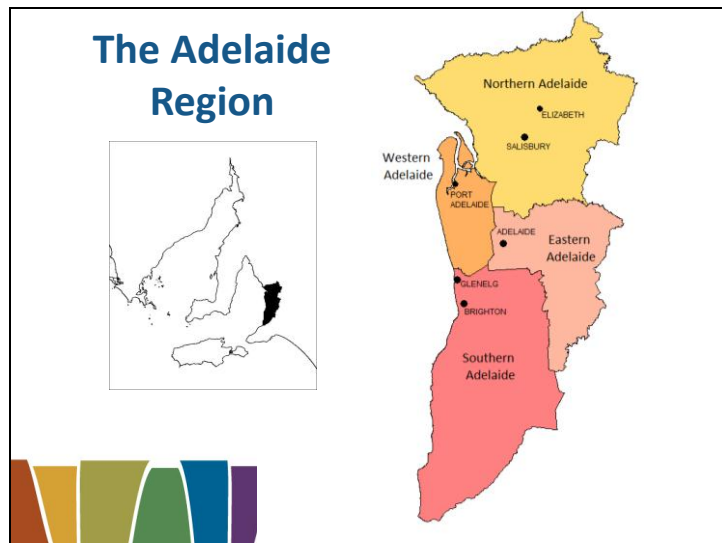 The Adelaide
Region
Northern Adelaide
ELIZABETH
SALISBURY
Western
Adelaide
PORT
ADELAIDE
ADELAIDE
Eastern
Adelaide
GLENELG
BRIGHTON
Southern
Adelaide